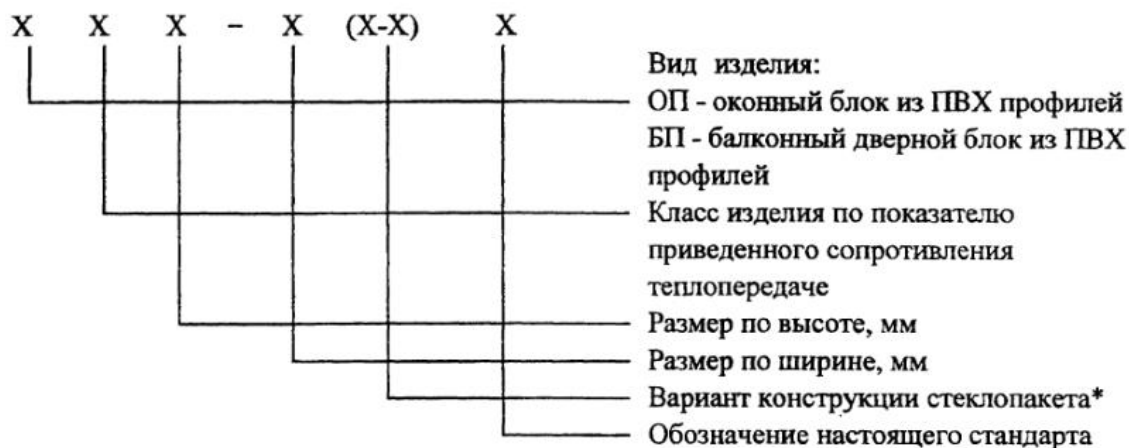 Х Х Х – Х (Х-Х) Х
Вид изделия:
ОП - оконный блок из ПВХ профилей
БП - балконный дверной блок из ПВХ
профилей
Класс изделия по показателю
приведенного сопротивления
теплопередаче
Размер по высоте, мм
Размер по ширине, мм
Вариант конструкции стеклопакета*
Обозначение настоящего стандарта